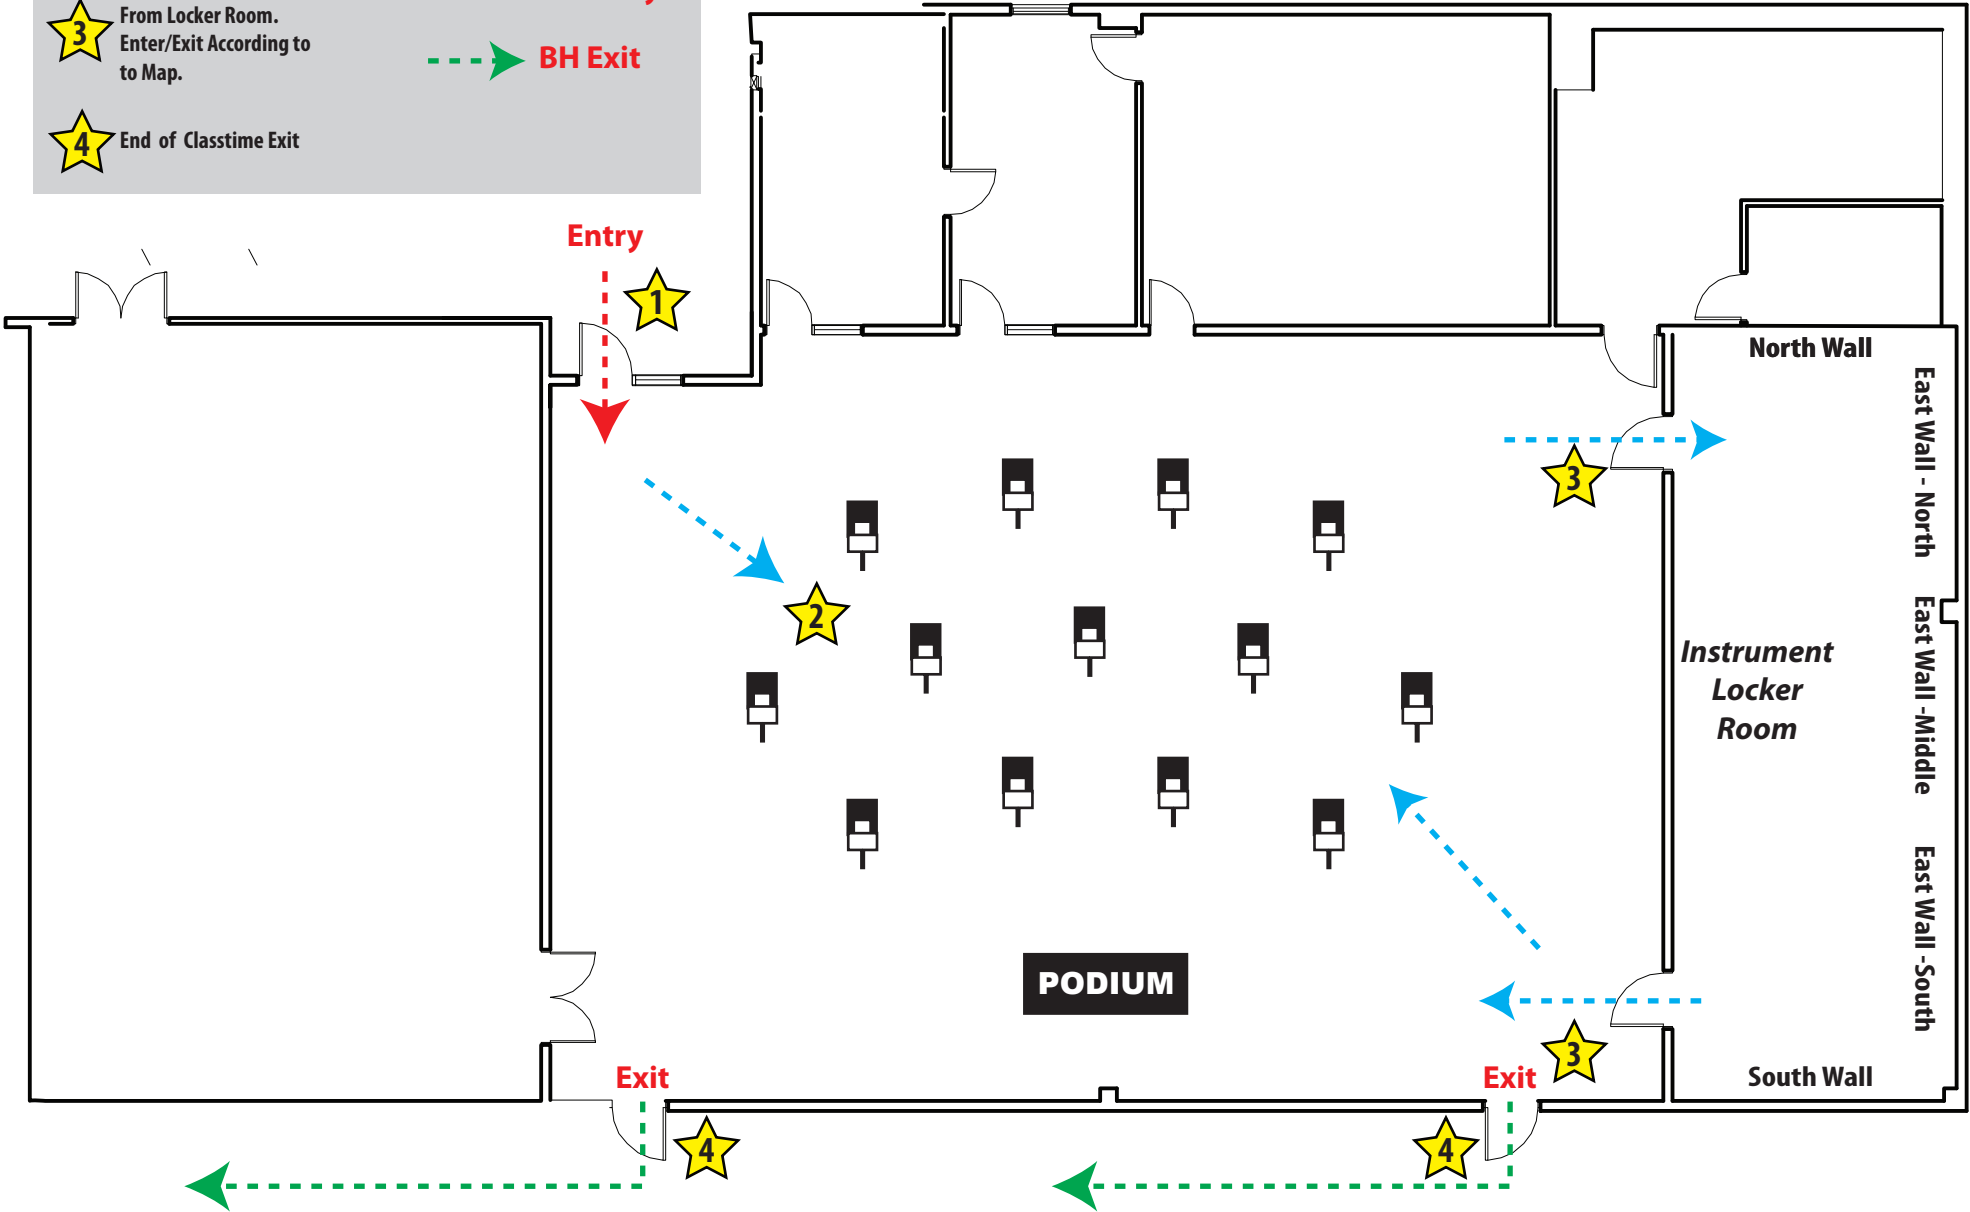 3
From Locker Room.
Enter/Exit According to
to Map.
BH Exit
4
End of Classtime Exit
Entry
1
North Wall
East Wall - North
3
2
East Wall -Middle
Instrument
Locker
Room
East Wall -South
PODIUM
3
Exit
Exit
South Wall
4
4